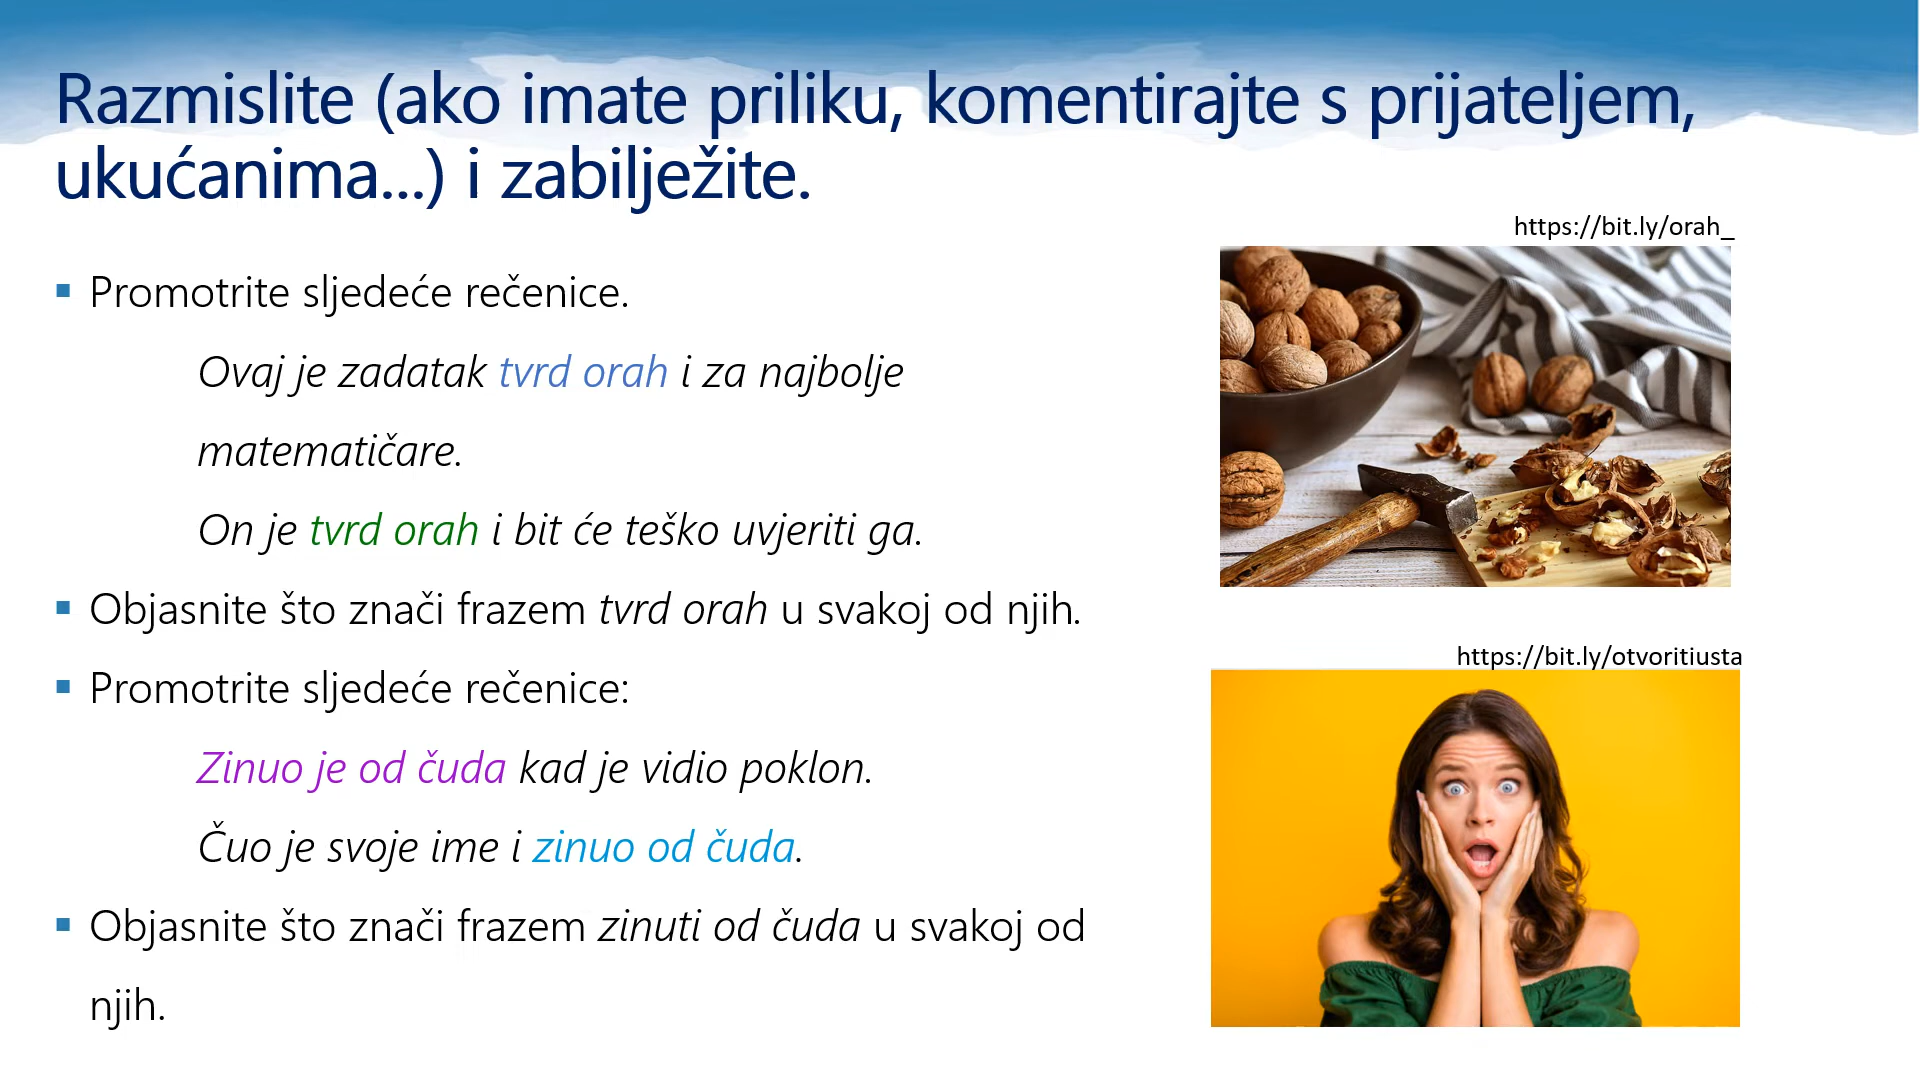 Razmislite (ako imate priliku, komentirajte s prijateljem,
ukućanima...) i zabilježite.
https://bit.ly/orah_
▪ Promotrite sljedeće rečenice.
Ovaj je zadatak tvrd orah i za najbolje
matematičare.
On je tvrd orah i bit će teško uvjeriti ga.
▪ Objasnite što znači frazem tvrd orah u svakoj od njih.
https://bit.ly/otvoritiusta
▪ Promotrite sljedeće rečenice:
Zinuo je od čuda kad je vidio poklon.
Čuo je svoje ime i zinuo od čuda.
▪ Objasnite što znači frazem zinuti od čuda u svakoj od
njih.